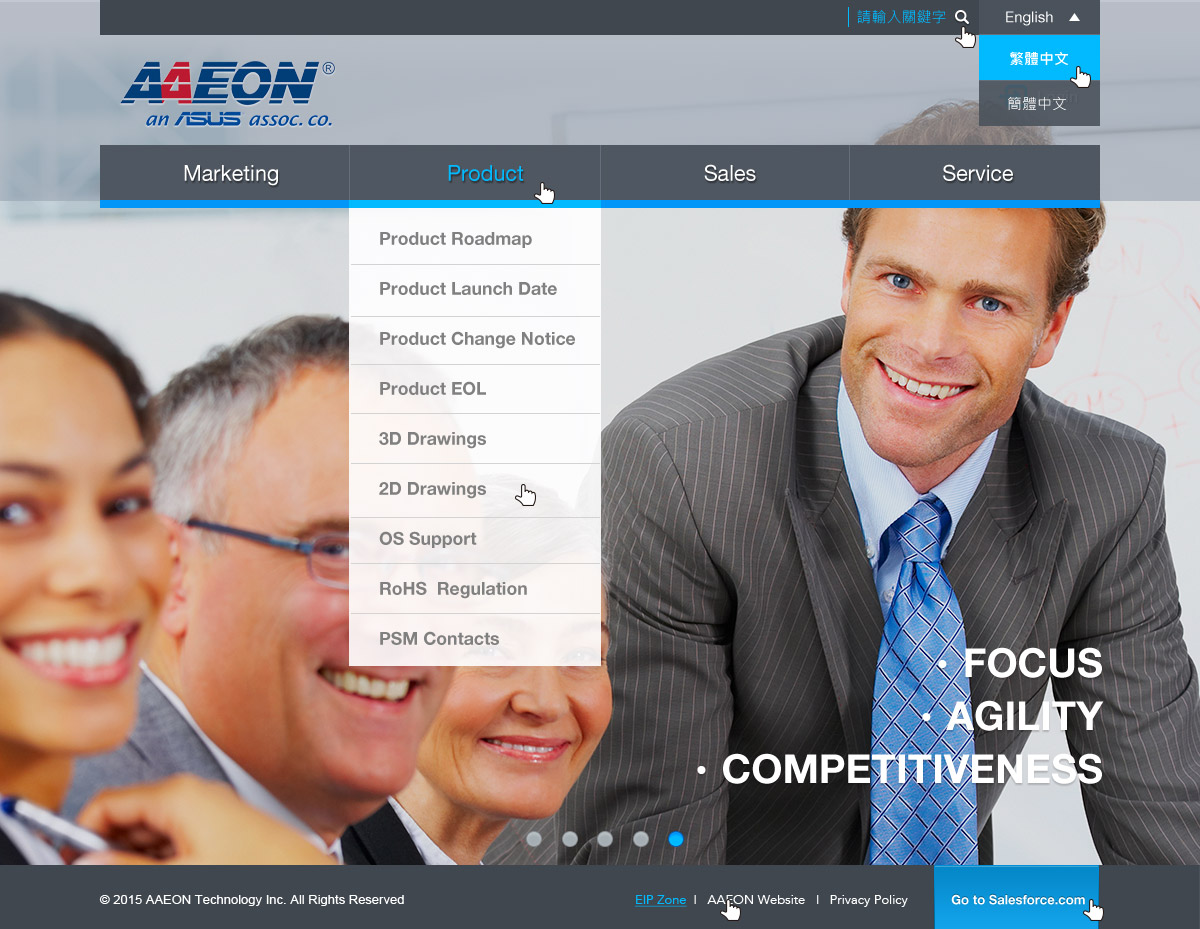 請輸入關鍵字
English
繁體中文
簡體中文
AAEON®
an ASUS assoc. co.
Marketing
Product
Sales
Service
Product Roadmap
Product Launch Date
Product Change Notice
Product EOL
3D Drawings
2D Drawings
OS Support
RoHS Regulation
PSM Contacts
• FOCUS
• AGILITY
• COMPETITIVENESS
© 2015 AAEON Technology Inc. All Rights Reserved
EIP Zone I AAEON Website I Privacy Policy
Go to Salesforce.com